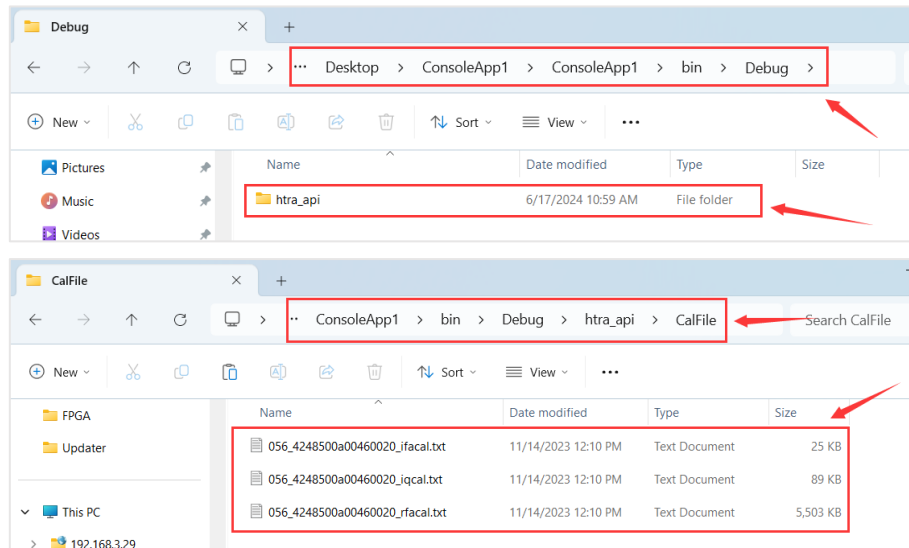 Debug
··· Desktop > ConsoleApp1 > ConsoleApp1 > bin > Debug >
New Sort View ···
Name Date modified Type Size
Pictures
htra_api 6/17/2024 10:59 AM File folder
Music
Videos
CalFile
·· ConsoleApp1 > bin > Debug > htra_api > CalFile Search CalFile
New Sort View ···
Name Date modified Type Size
FPGA
056_4248500a00460020_ifacal.txt 11/14/2023 12:10 PM Text Document 25 KB
Updater
056_4248500a00460020_iqcal.txt 11/14/2023 12:10 PM Text Document 89 KB
This PC
056_4248500a00460020_rfacal.txt 11/14/2023 12:10 PM Text Document 5,503 KB
192.168.3.29